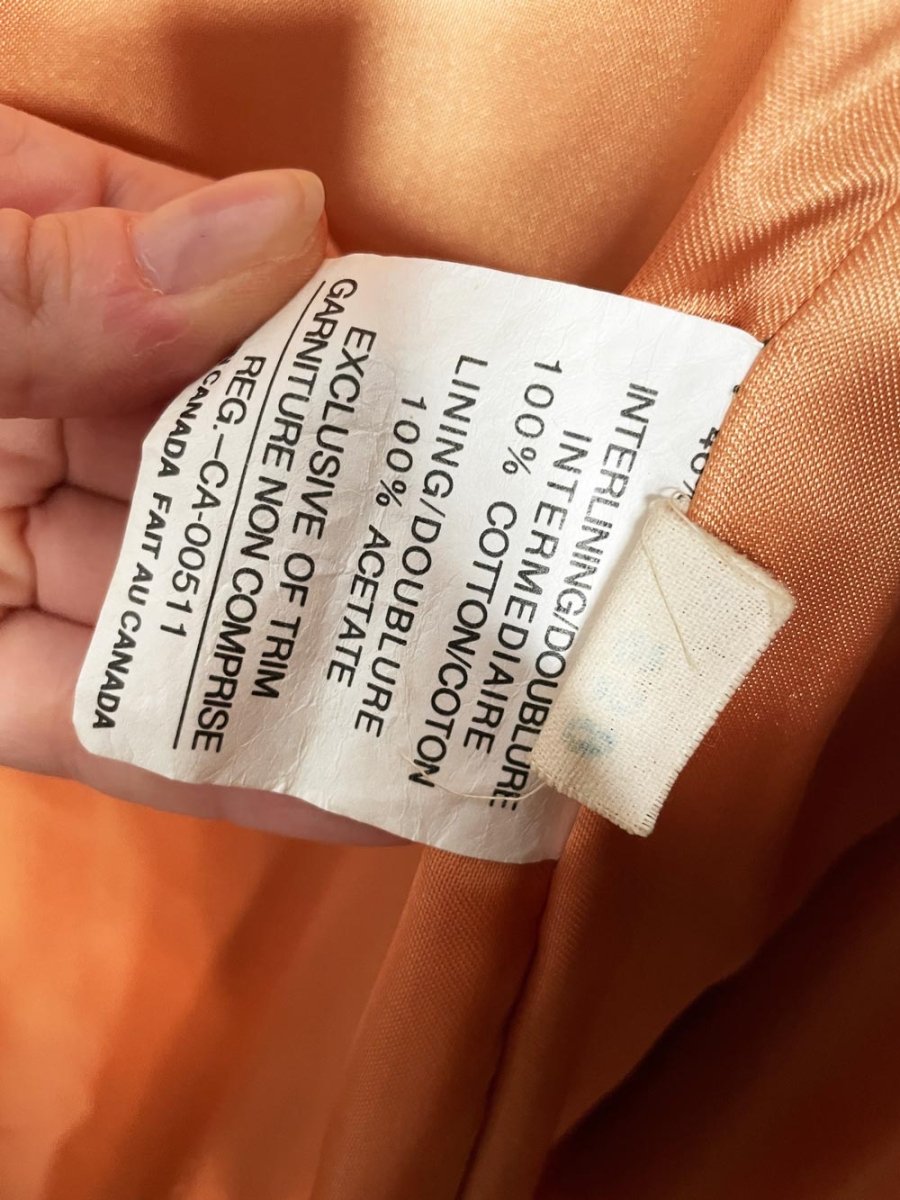 INTERLINING/DOUBLURE
INTERMEDIAIRE
100% COTTON/COTON
LINING/DOUBLURE
100% ACETATE
EXCLUSIVE OF TRIM
GARNITURE NON COMPRISE
REG.-CA-00511
CANADA FAIT AU CANADA